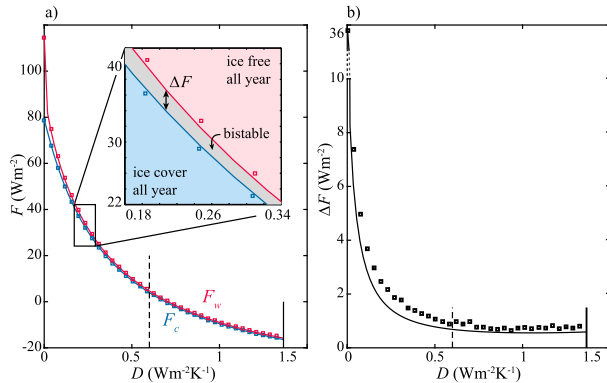 a)
b)
F (Wm⁻²)
100
80
60
40
20
0
-20
0
0.5
1
1.5
D (Wm⁻²K⁻¹)
F_w
F_c
40
30
22
0.18
0.26
0.34
ice free
all year
ΔF
bistable
ice cover
all year
ΔF (Wm⁻²)
36
10
8
6
4
2
0
0
0.5
1
1.5
D (Wm⁻²K⁻¹)